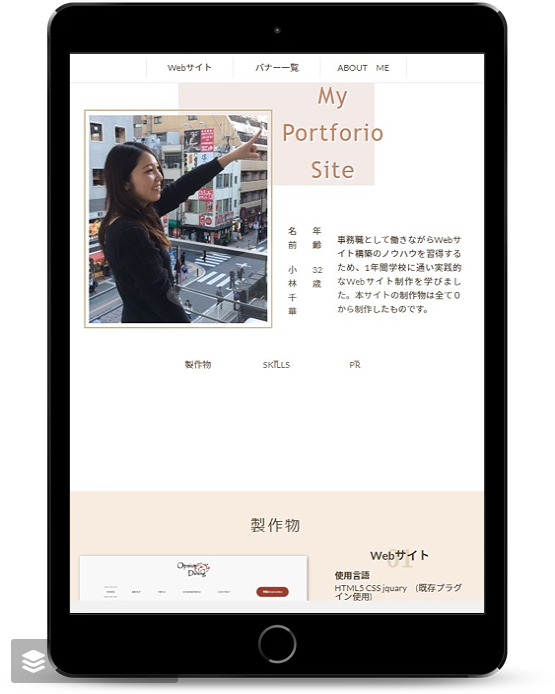 Webサイト
バナー一覧
ABOUT ME
My
Portforio
Site
名前 小林千華
年齢 32歳
事務職として働きながらWebサ
イト構築のノウハウを習得する
ため、1年間学校に通い実践的
なWebサイト制作を学びまし
た。本サイトの制作物は全て０
から制作したものです。
製作物
SKILLS
PR
製作物
01
Webサイト
使用言語
HTML5 CSS jquary (既存プラグ
イン使用)